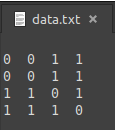 data.txt ×
0 0 1 1
0 0 1 1
1 1 0 1
1 1 1 0